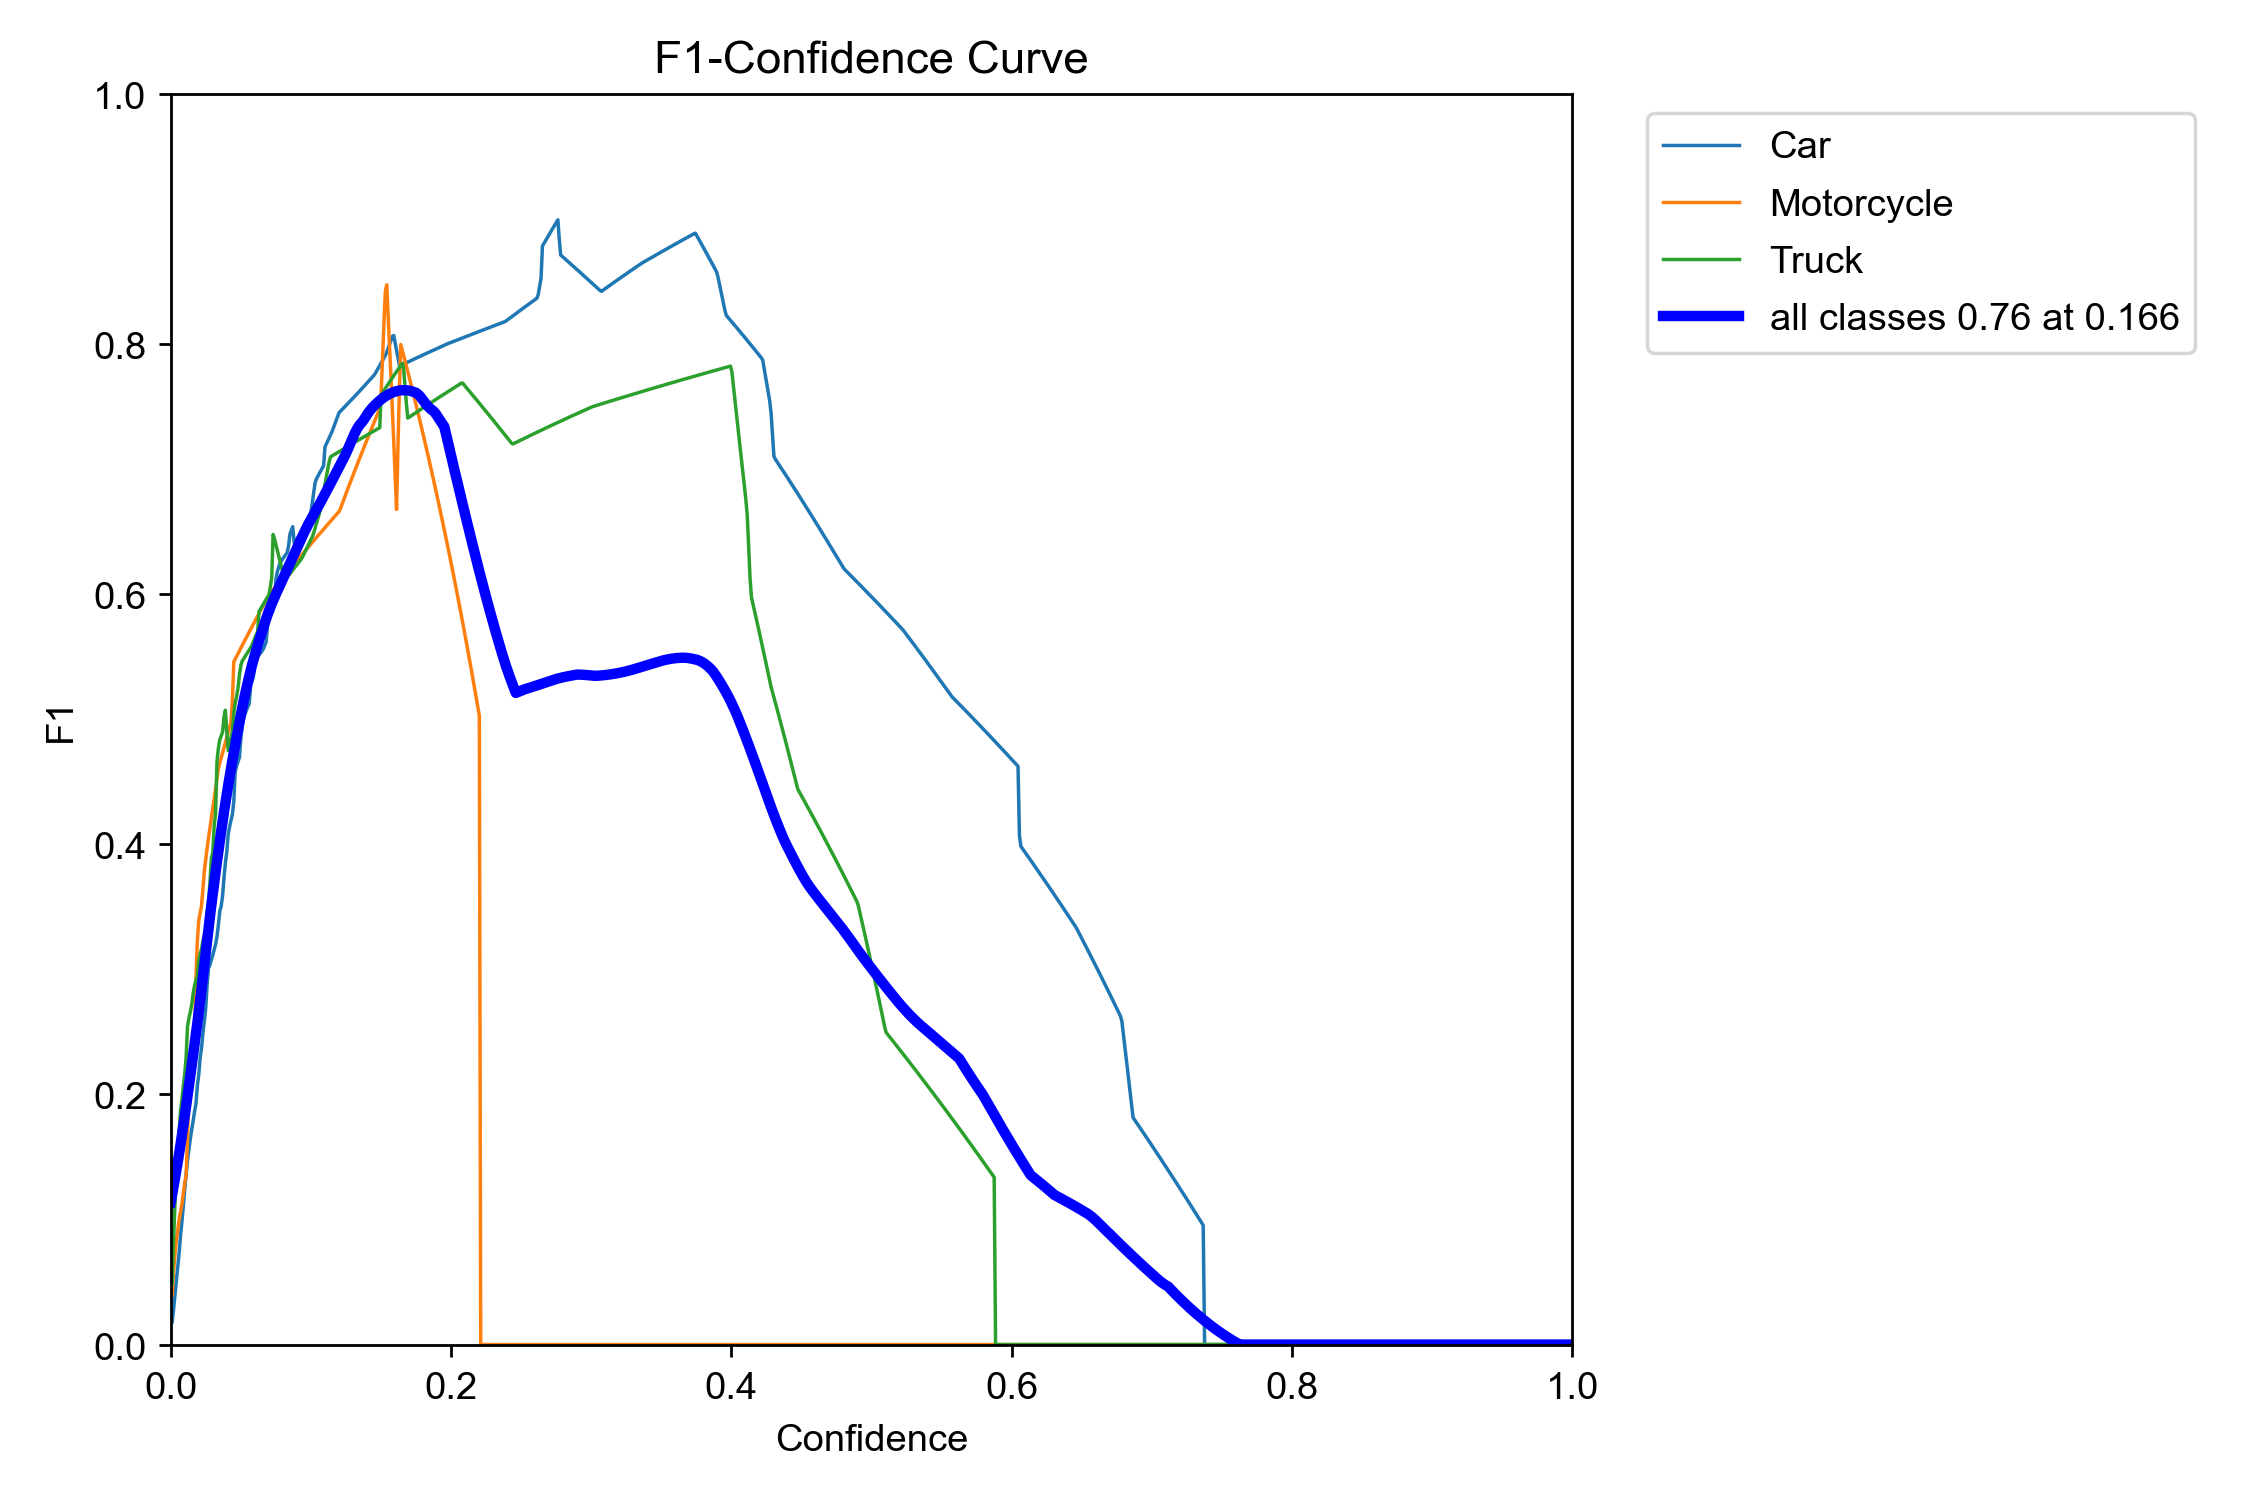 F1-Confidence Curve
1.0
0.8
0.6
0.4
0.2
0.0
F1
0.0 0.2 0.4 0.6 0.8 1.0
Confidence
Car
Motorcycle
Truck
all classes 0.76 at 0.166